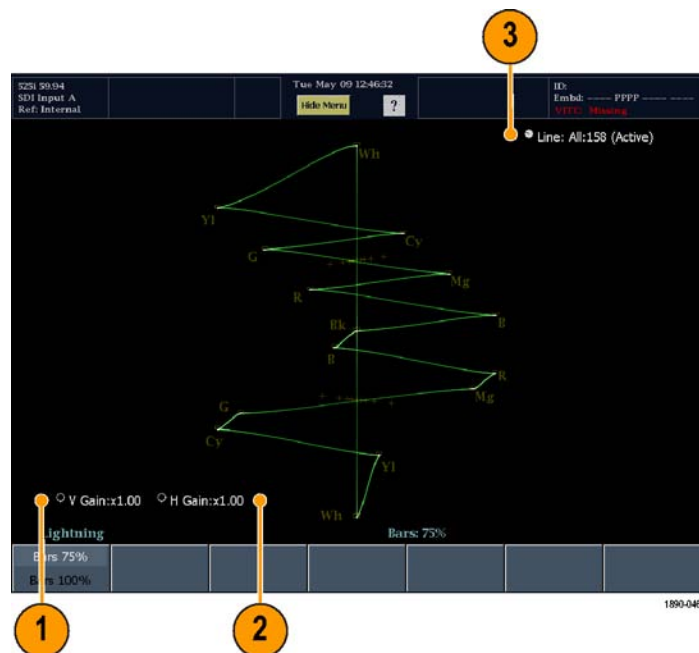 3
525i 59.94
SDI Input A
Ref: Internal
Tue May 09 12:46:32
Hide Menu
?
ID:
Embd: ---- PPPP ---- ----
VITC: Missing
Line: All:158 (Active)
Wh
Yl
Cy
G
Mg
R
B
Bk
B
R
Mg
G
Cy
Yl
Wh
V Gain:x1.00
H Gain:x1.00
Lightning
Bars: 75%
Bars 75%
Bars 100%
1890-046
1
2